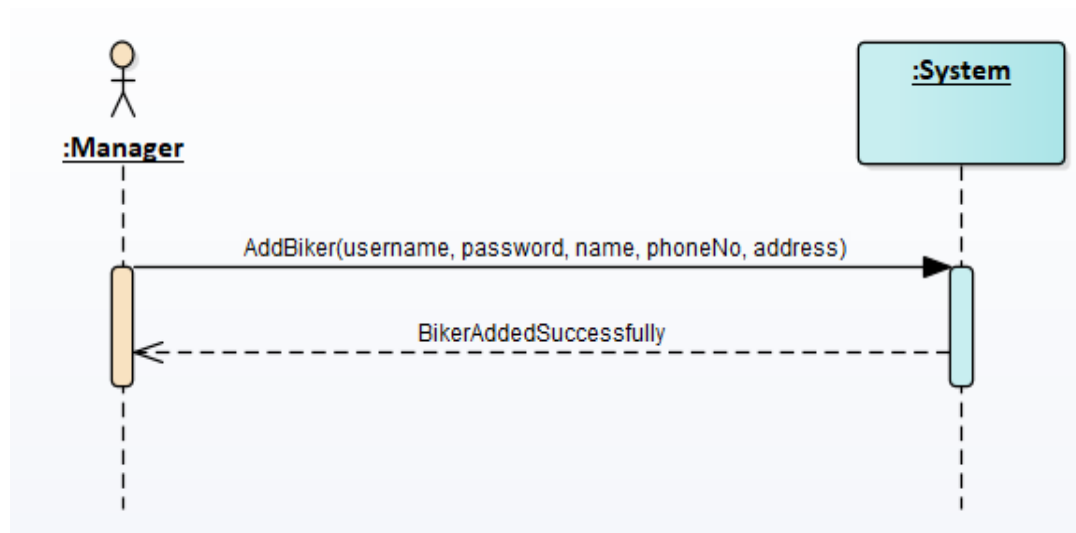 :System
:Manager
AddBiker(username, password, name, phoneNo, address)
BikerAddedSuccessfully